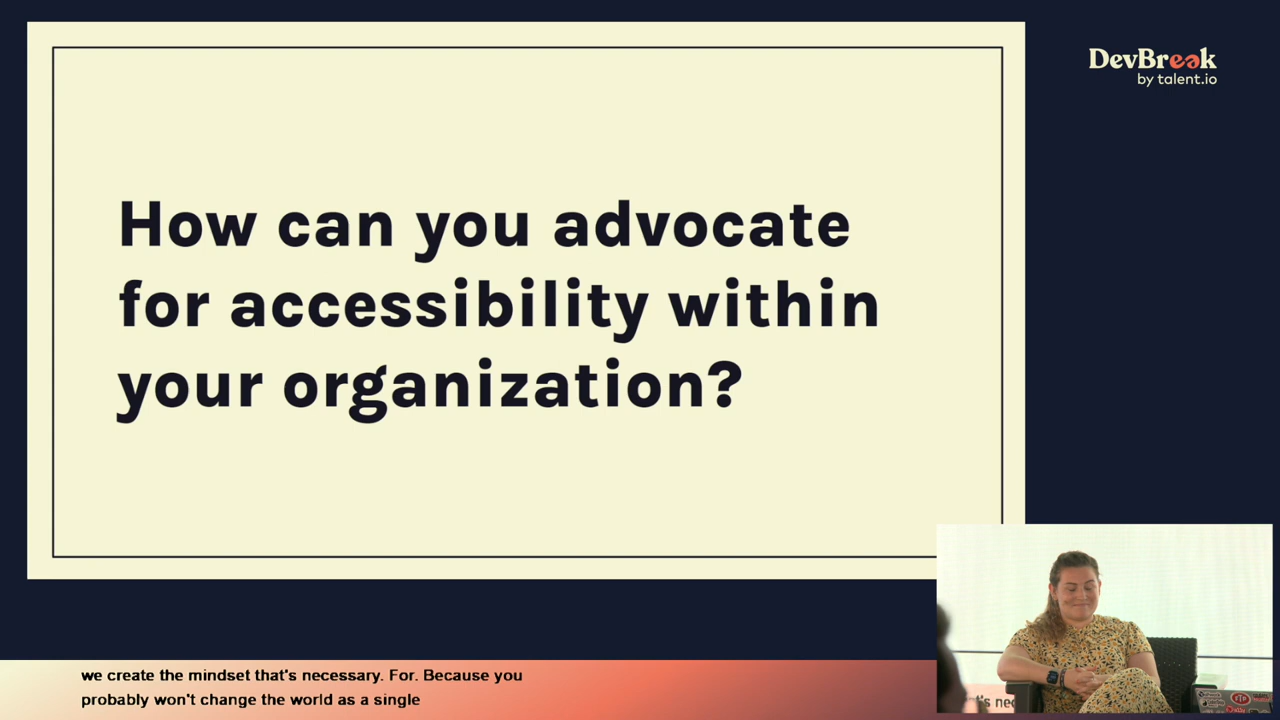 DevBreak
by talent.io
How can you advocate
for accessibility within
your organization?
we create the mindset that's necessary. For. Because you
probably won't change the world as a single